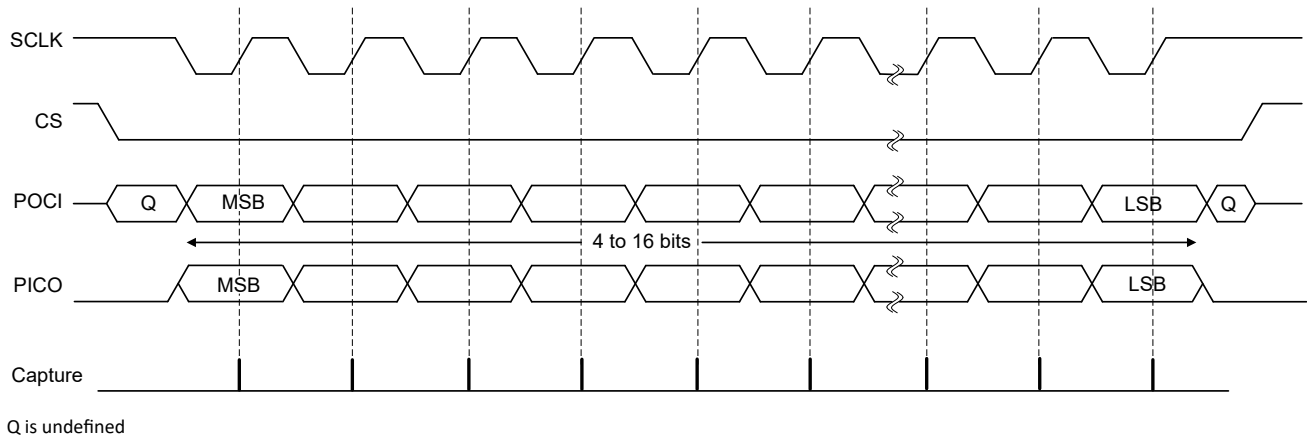 SCLK
CS
POCI
Q
MSB
LSB
Q
4 to 16 bits
PICO
MSB
LSB
Capture
Q is undefined